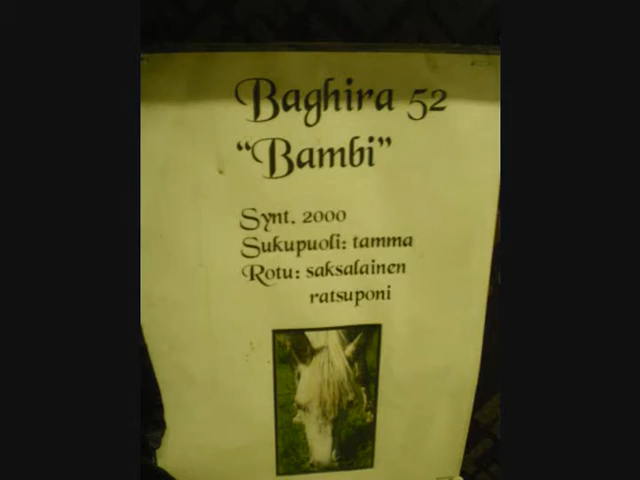 Baghira 52
“Bambi”
Synt. 2000
Sukupuoli: tamma
Rotu: saksalainen
ratsuponi